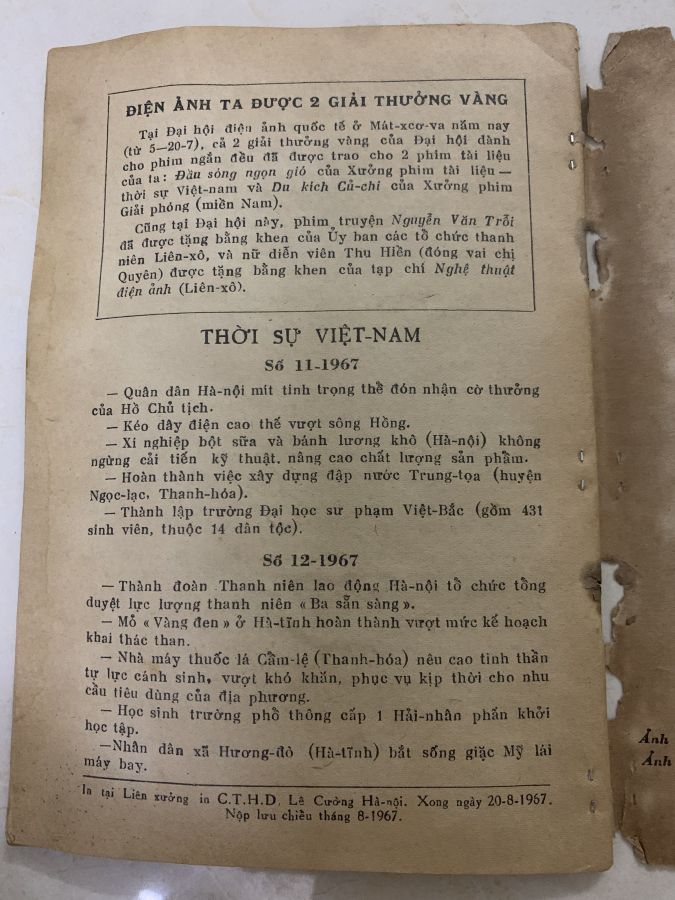 ĐIỆN ẢNH TA ĐƯỢC 2 GIẢI THƯỞNG VÀNG
Tại Đại hội điện ảnh quốc tế ở Mát-xcơ-va năm nay
(từ 5—20-7), cả 2 giải thưởng vàng của Đại hội dành
cho phim ngắn đều đã được trao cho 2 phim tài liệu
của ta: Đầu sóng ngọn gió của Xưởng phim tài liệu —
thời sự Việt-nam và Du kích Củ-chi của Xưởng phim
Giải phóng (miền Nam).
Cũng tại Đại hội này, phim truyện Nguyễn Văn Trỗi
đã được tặng bằng khen của Ủy ban các tổ chức thanh
niên Liên-xô, và nữ diễn viên Thu Hiền (đóng vai chị
Quyên) được tặng bằng khen của tạp chí Nghệ thuật
điện ảnh (Liên-xô).
THỜI SỰ VIỆT-NAM
Số 11-1967
— Quân dân Hà-nội mít tinh trọng thể đón nhận cờ thưởng
của Hồ Chủ tịch.
— Kéo dây điện cao thế vượt sông Hồng.
— Xí nghiệp bột sữa và bánh lương khô (Hà-nội) không
ngừng cải tiến kỹ thuật, nâng cao chất lượng sản phẩm.
— Hoàn thành việc xây dựng đập nước Trung-tọa (huyện
Ngọc-lạc, Thanh-hóa).
— Thành lập trường Đại học sư phạm Việt-Bắc (gồm 431
sinh viên, thuộc 14 dân tộc).
Số 12-1967
— Thành đoàn Thanh niên lao động Hà-nội tổ chức tổng
duyệt lực lượng thanh niên « Ba sẵn sàng ».
— Mỏ « Vàng đen » ở Hà-tĩnh hoàn thành vượt mức kế hoạch
khai thác than.
— Nhà máy thuốc lá Cẩm-lệ (Thanh-hóa) nêu cao tinh thần
tự lực cánh sinh, vượt khó khăn, phục vụ kịp thời cho nhu
cầu tiêu dùng của địa phương.
— Học sinh trường phổ thông cấp 1 Hải-nhân phấn khởi
học tập.
—Nhân dân xã Hương-đô (Hà-tĩnh) bắt sống giặc Mỹ lái
máy bay.
In tại Liên xưởng in C.T.H.D. Lê Cường Hà-nội. Xong ngày 20-8-1967.
Nộp lưu chiều tháng 8-1967.
Ảnh
Ảnh